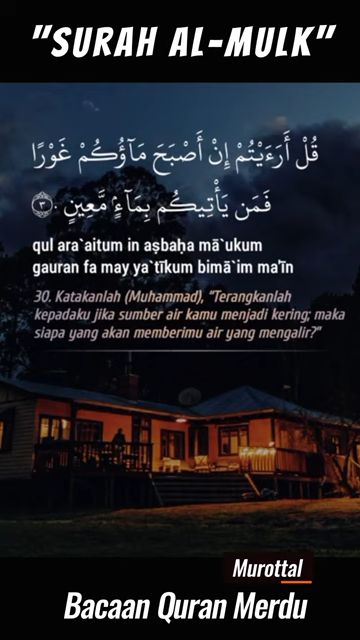 "SURAH AL-MULK"
قُلْ أَرَءَيْتُمْ إِنْ أَصْبَحَ مَآؤُكُمْ غَوْرًا
فَمَن يَأْتِيكُم بِمَآءٍ مَّعِينٍ ۝٣٠
qul ara`aitum in aṣbaḥa mā`ukum
gauran fa may ya`tīkum bimā`im ma'īn
30. Katakanlah (Muhammad), "Terangkanlah
kepadaku jika sumber air kamu menjadi kering; maka
siapa yang akan memberimu air yang mengalir?"
Murottal
Bacaan Quran Merdu